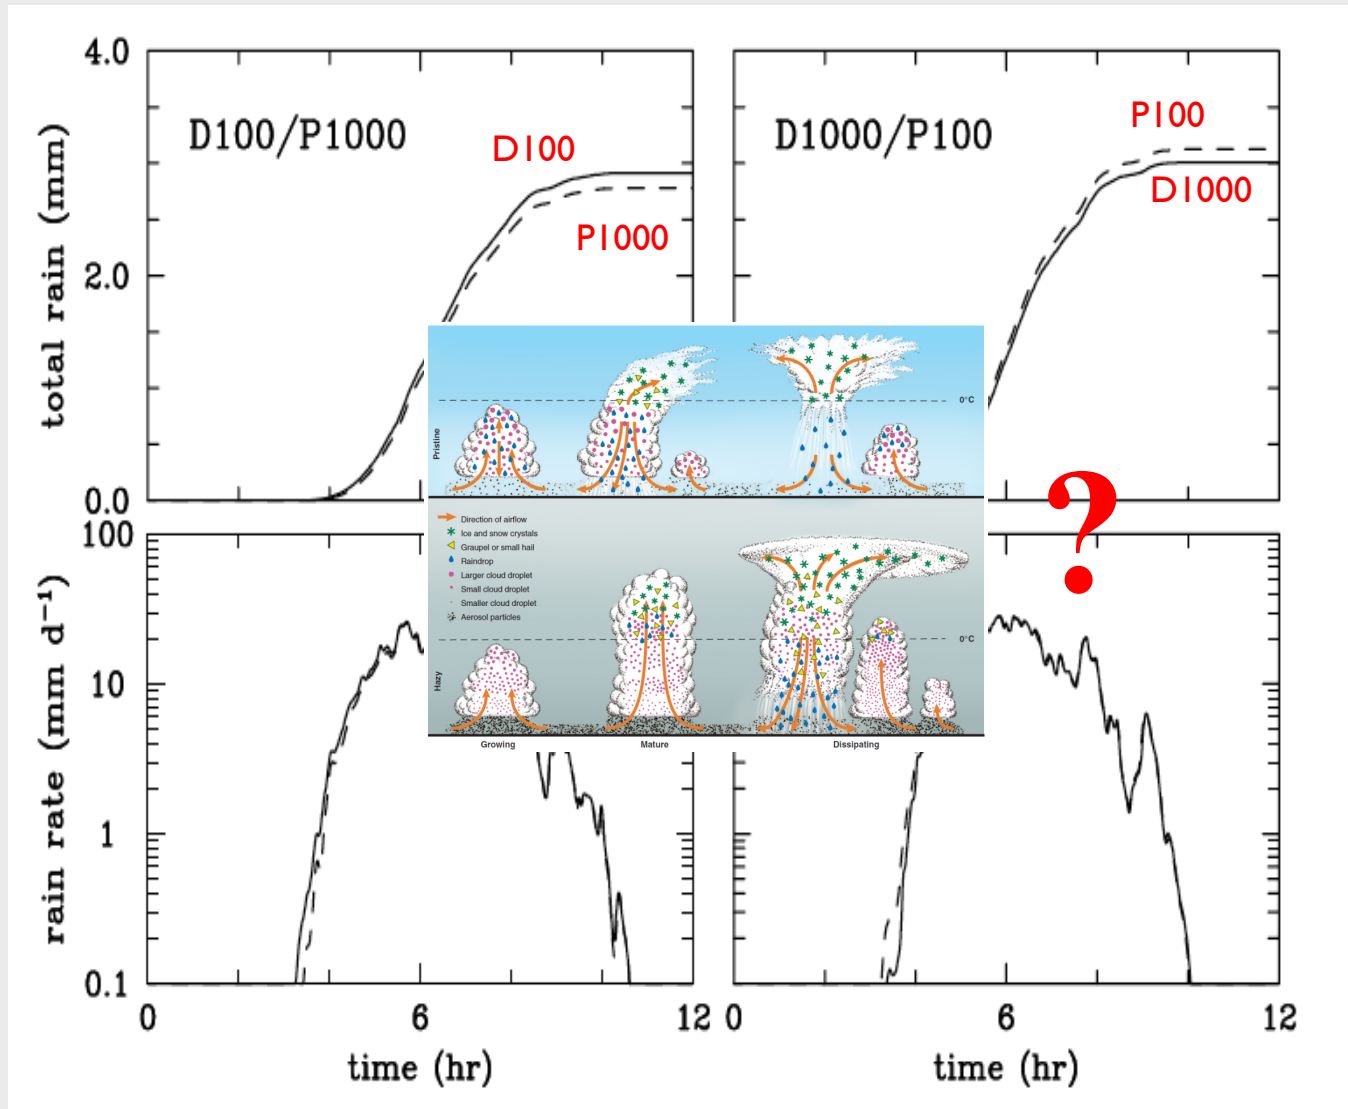 4.0
2.0
0.0
total rain (mm)
D100/P1000
D100
P1000
D1000/P100
P100
D1000
Pristine
0°C
Direction of airflow
Ice and snow crystals
Graupel or small hail
Raindrop
Larger cloud droplet
Small cloud droplet
Smaller cloud droplet
Aerosol particles
Hazy
0°C
Growing
Mature
Dissipating
?
100
10
1
0.1
rain rate (mm d⁻¹)
0
6
12
0
6
12
time (hr)
time (hr)